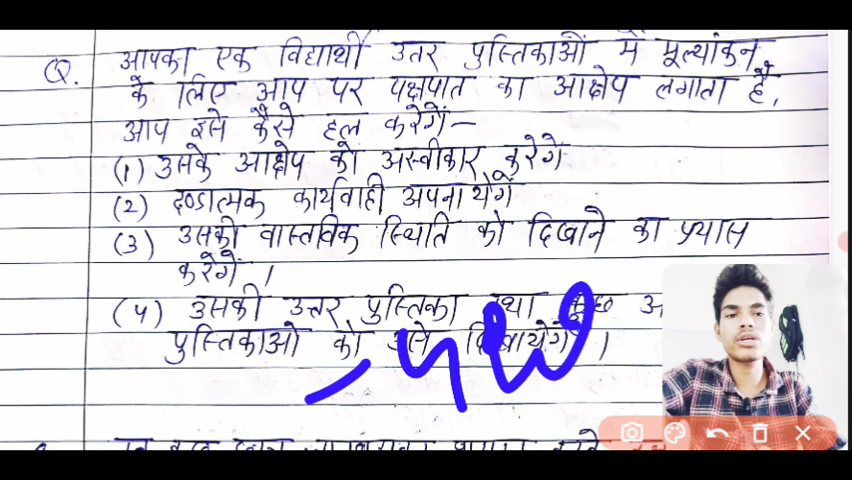 Q. आपका एक विद्यार्थी उत्तर पुस्तिकाओं में मूल्यांकन
के लिए आप पर पक्षपात का आक्षेप लगाता है,
आप इसे कैसे हल करेगें-
(1) उसके आक्षेप को अस्वीकार करेगे
(2) दण्डात्मक कार्यवाही अपनायेगें
(3) उसकी वास्तविक स्थिति को दिखाने का प्रयास
करेगें ।
(4) उसकी उत्तर पुस्तिका तथा कुछ अ
पुस्तिकाओ को उसे दिखायेगें ।